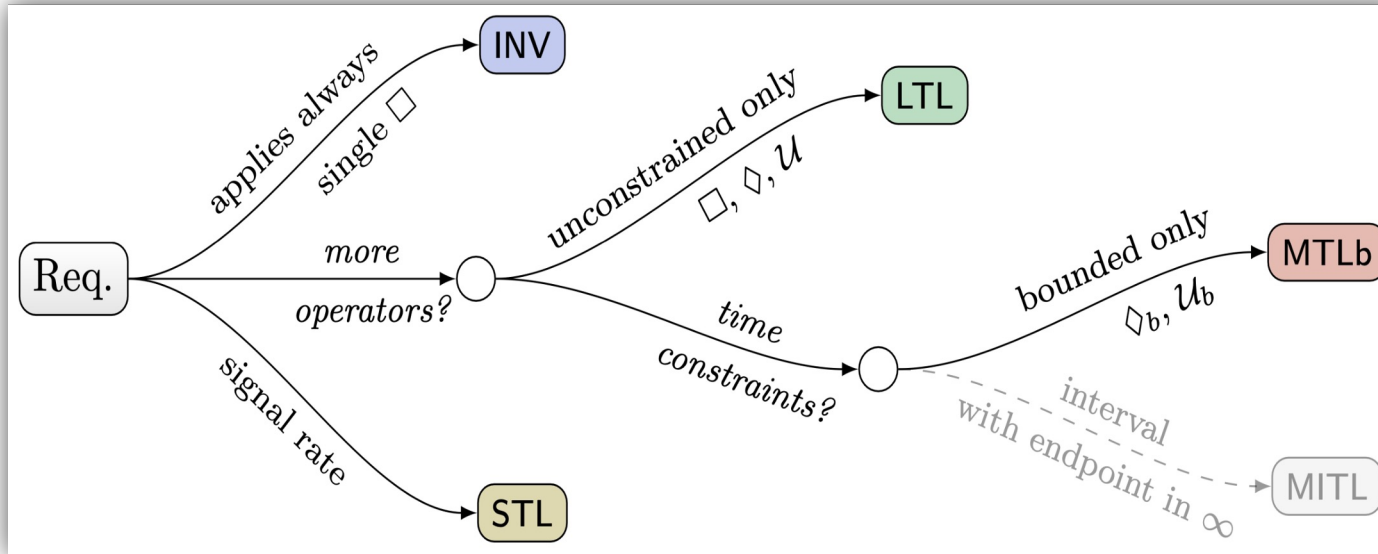 INV
applies always
single □
LTL
unconstrained only
□, ◊, 𝒰
Req.
more
operators?
MTLb
bounded only
◊b, 𝒰b
time
constraints?
signal rate
interval
with endpoint in ∞
MITL
STL